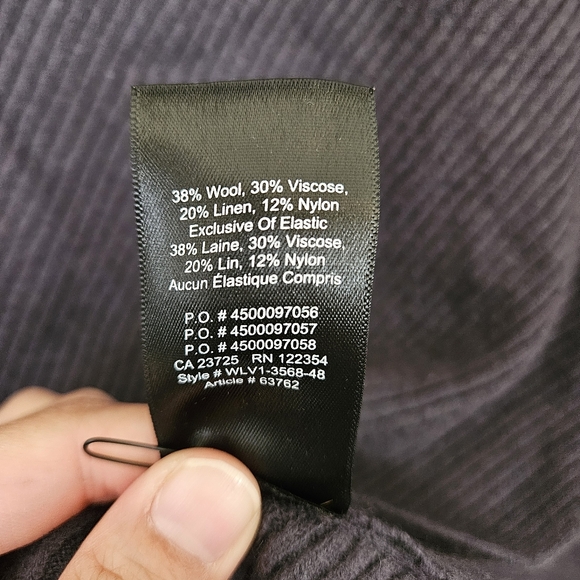 38% Wool, 30% Viscose,
20% Linen, 12% Nylon
Exclusive Of Elastic
38% Laine, 30% Viscose,
20% Lin, 12% Nylon
Aucun Élastique Compris
P.O. # 4500097056
P.O. # 4500097057
P.O. # 4500097058
CA 23725 RN 122354
Style # WLV1-3568-48
Article # 63762